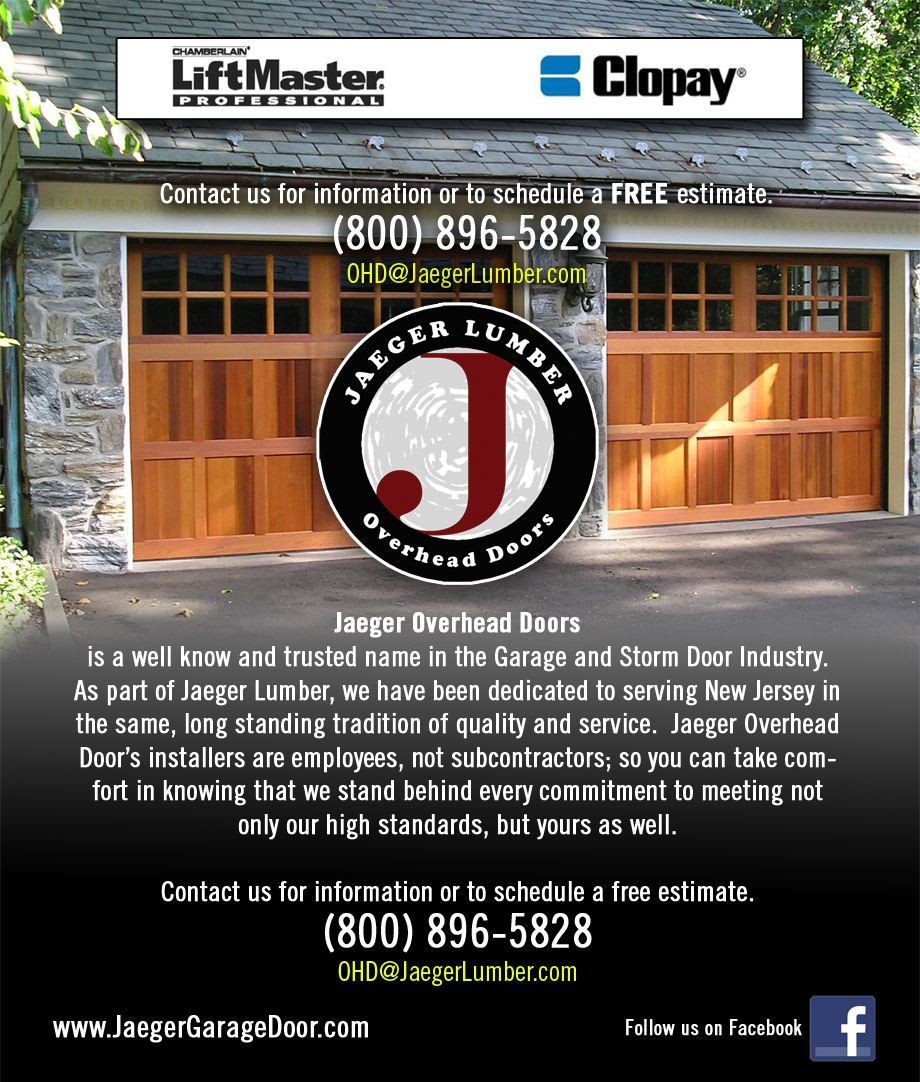 CHAMBERLAIN®
LiftMaster®
PROFESSIONAL
Clopay®
Contact us for information or to schedule a FREE estimate.
(800) 896-5828
OHD@JaegerLumber.com
JAEGER LUMBER
J
Overhead Doors
Jaeger Overhead Doors
is a well know and trusted name in the Garage and Storm Door Industry.
As part of Jaeger Lumber, we have been dedicated to serving New Jersey in
the same, long standing tradition of quality and service.  Jaeger Overhead
Door's installers are employees, not subcontractors; so you can take com-
fort in knowing that we stand behind every commitment to meeting not
only our high standards, but yours as well.
Contact us for information or to schedule a free estimate.
(800) 896-5828
OHD@JaegerLumber.com
www.JaegerGarageDoor.com
Follow us on Facebook
f